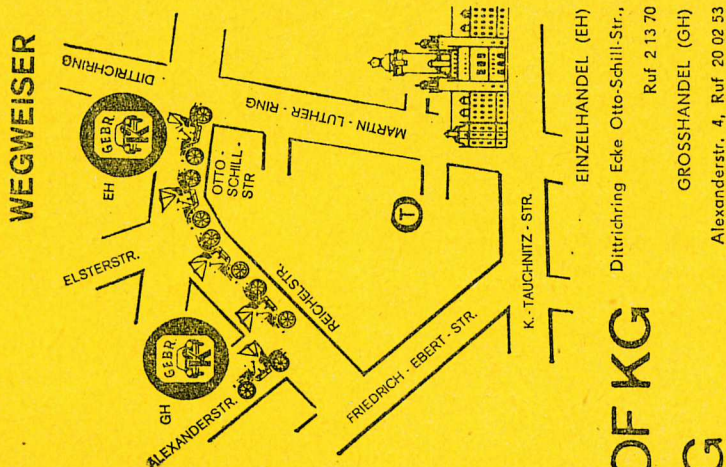 WEGWEISER
DITTRICHRING
GEBR.
K
EH
MARTIN - LUTHER - RING
OTTO -
SCHILL -
STR
ELSTERSTR.
T
REICHELSTR.
GEBR.
K
GH
ALEXANDERSTR.
FRIEDRICH - EBERT - STR.
K. - TAUCHNITZ - STR.
EINZELHANDEL (EH)
Dittrichring Ecke Otto-Schill-Str.,
Ruf 2 13 70
GROSSHANDEL (GH)
Alexanderstr. 4, Ruf 20 02 53
OF KG
G